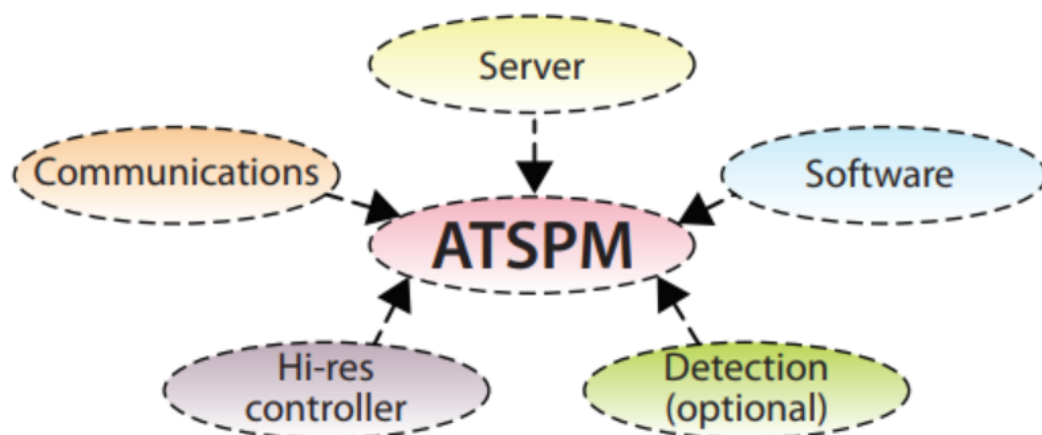 Server
Communications
Software
ATSPM
Hi-res
controller
Detection
(optional)